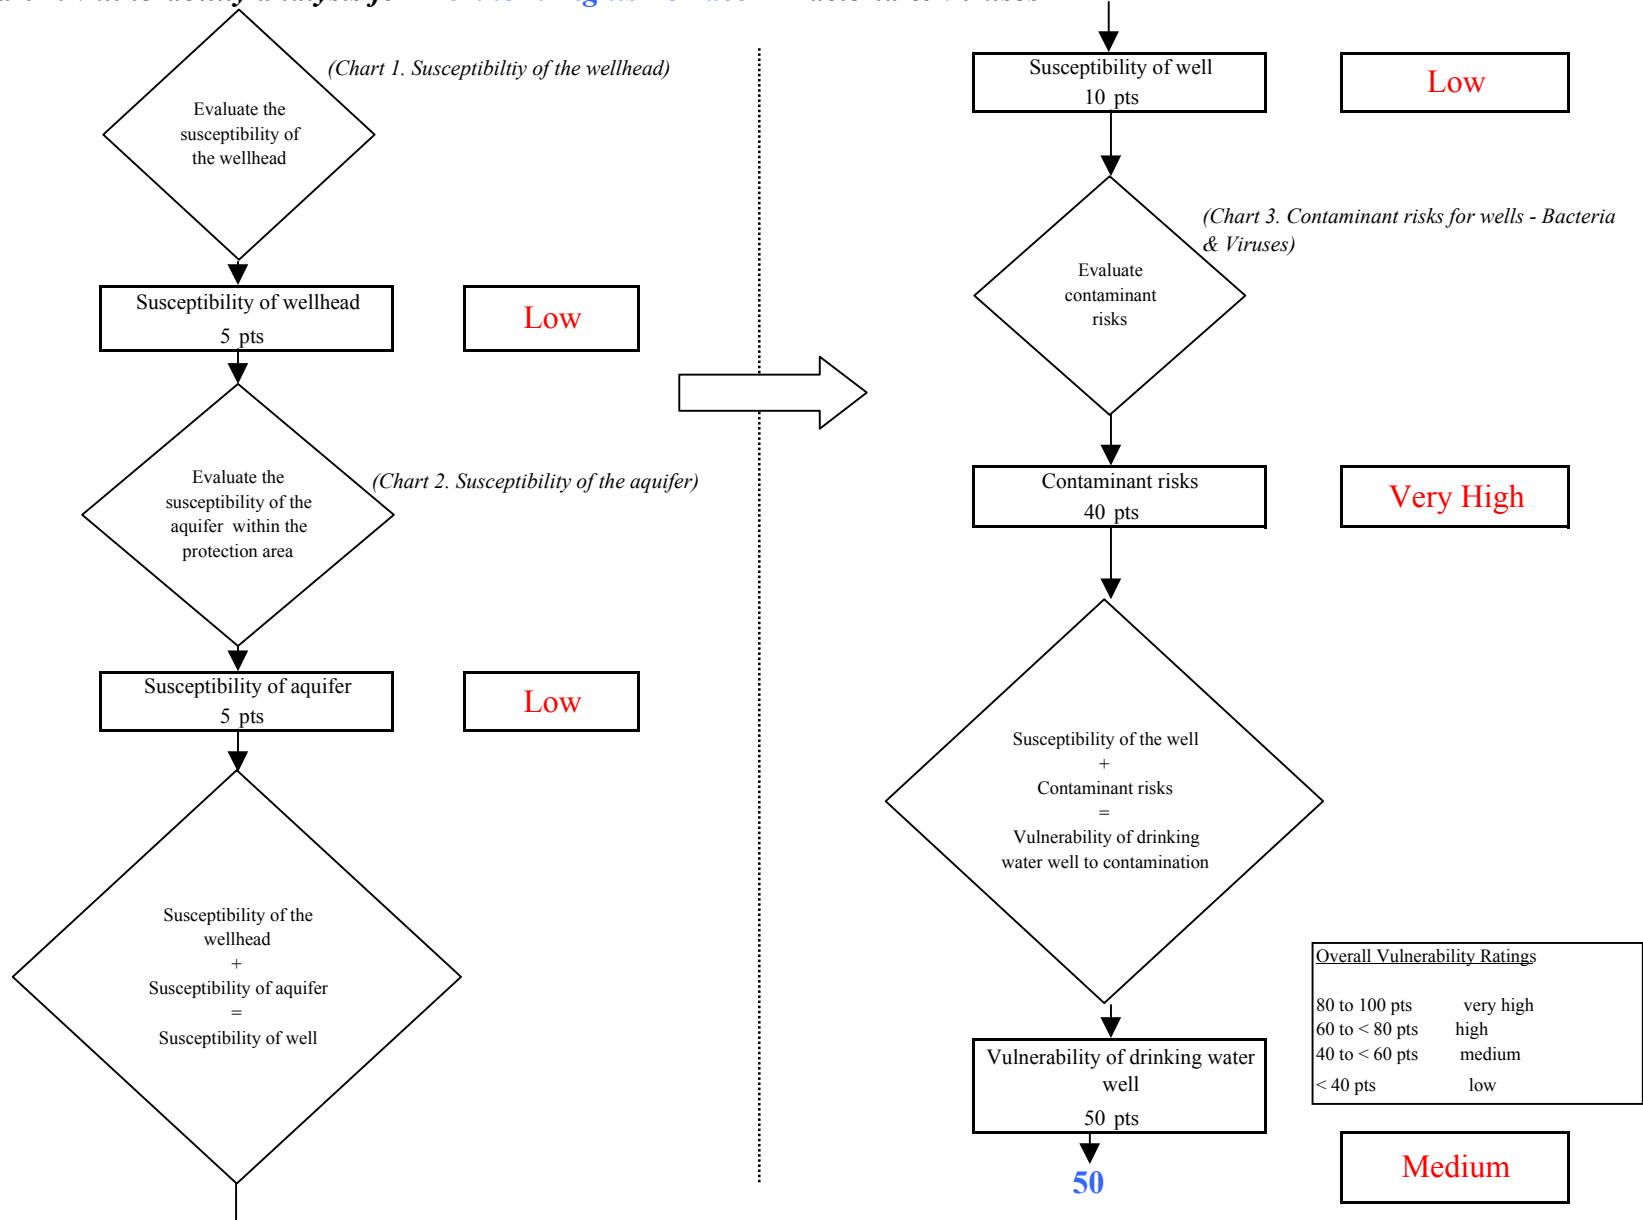 (Chart 1. Susceptibiltiy of the wellhead)
Evaluate the
susceptibility of
the wellhead
Susceptibility of wellhead
5 pts
Low
Evaluate the
susceptibility of the
aquifer within the
protection area
(Chart 2. Susceptibility of the aquifer)
Susceptibility of aquifer
5 pts
Low
Susceptibility of the
wellhead
+
Susceptibility of aquifer
=
Susceptibility of well
Susceptibility of well
10 pts
Low
(Chart 3. Contaminant risks for wells - Bacteria
& Viruses)
Evaluate
contaminant
risks
Contaminant risks
40 pts
Very High
Susceptibility of the well
+
Contaminant risks
=
Vulnerability of drinking
water well to contamination
Overall Vulnerability Ratings
80 to 100 pts very high
60 to < 80 pts high
40 to < 60 pts medium
< 40 pts low
Vulnerability of drinking water
well
50 pts
50
Medium